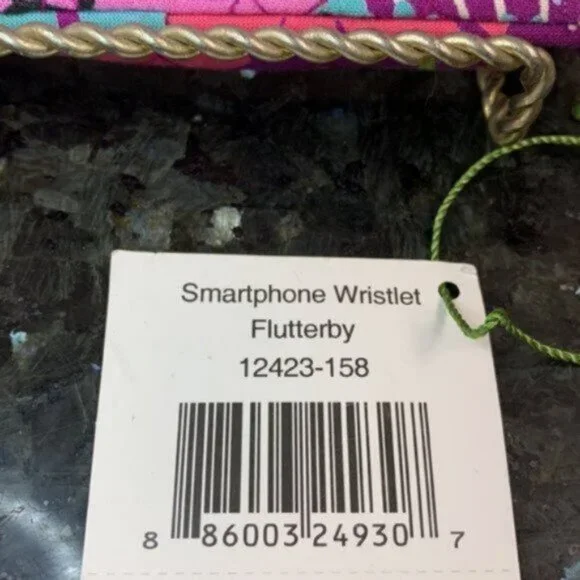 Smartphone Wristlet
Flutterby
12423-158
8 86003 24930 7